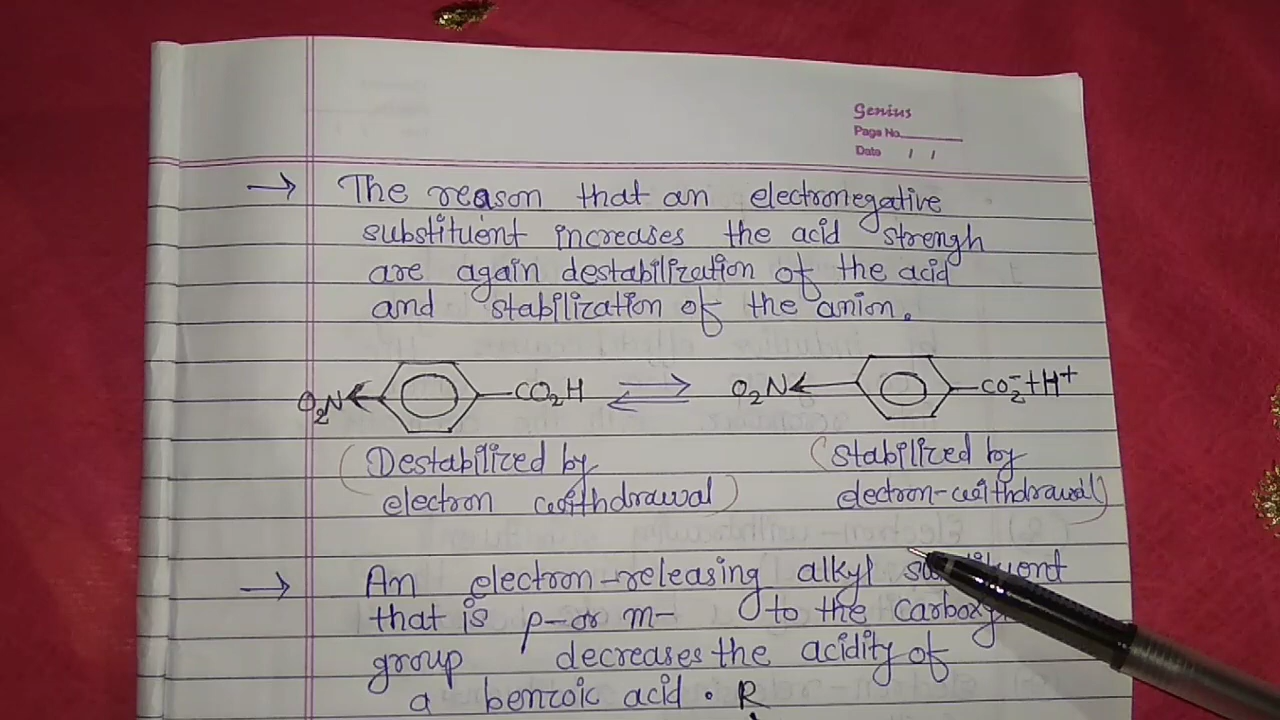 Genius
Page No.
Date / /
→ The reason that an electronegative
substituent increases the acid strengh
are again destabilization of the acid
and stabilization of the anion.
O2N CO2H ⇌ O2N CO2- + H+
(Destabilized by
electron withdrawal)
(stabilized by
electron-withdrawal)
→ An electron-releasing alkyl
that is p- or m- to the
group decreases the acidity of
a benzoic acid. R